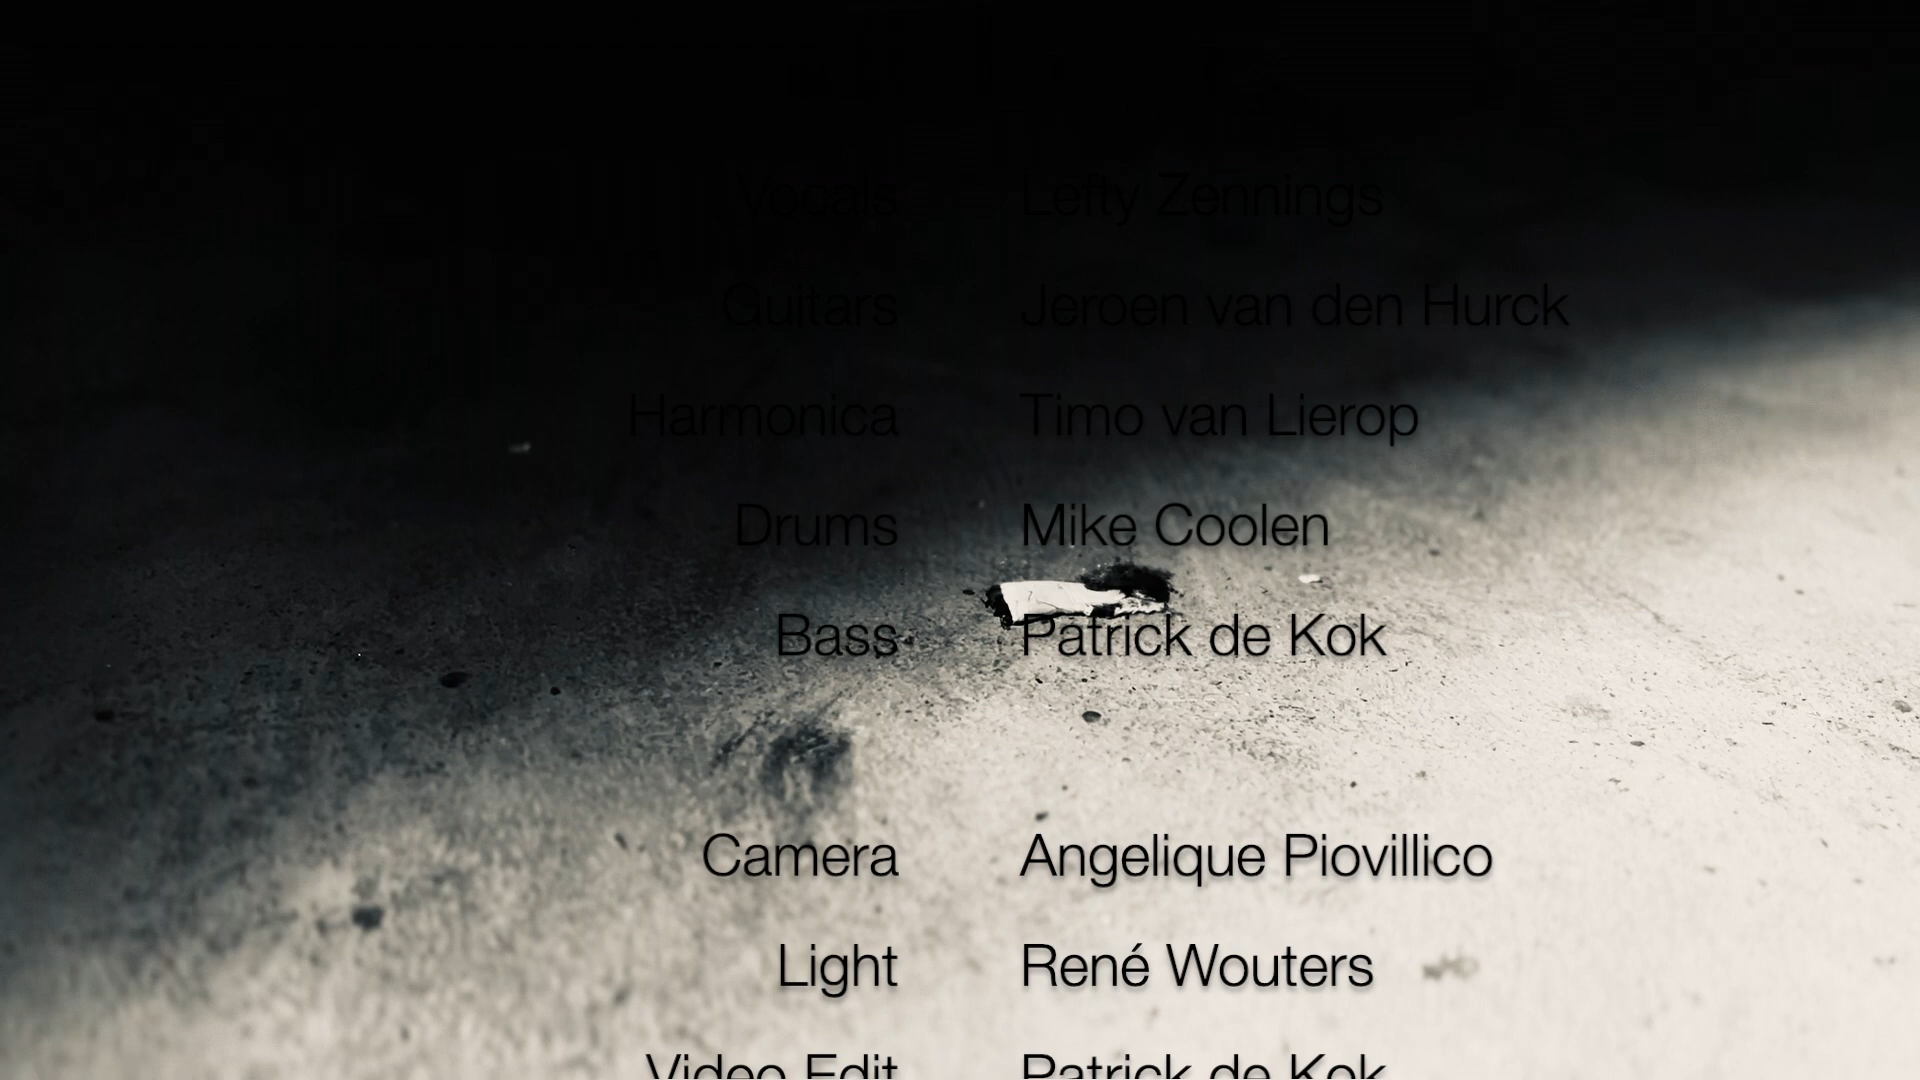 Vocals Lefty Zennings
Guitars Jeroen van den Hurck
Harmonica Timo van Lierop
Drums Mike Coolen
Bass Patrick de Kok
Camera Angelique Piovillico
Light René Wouters
Video Edit Patrick de Kok